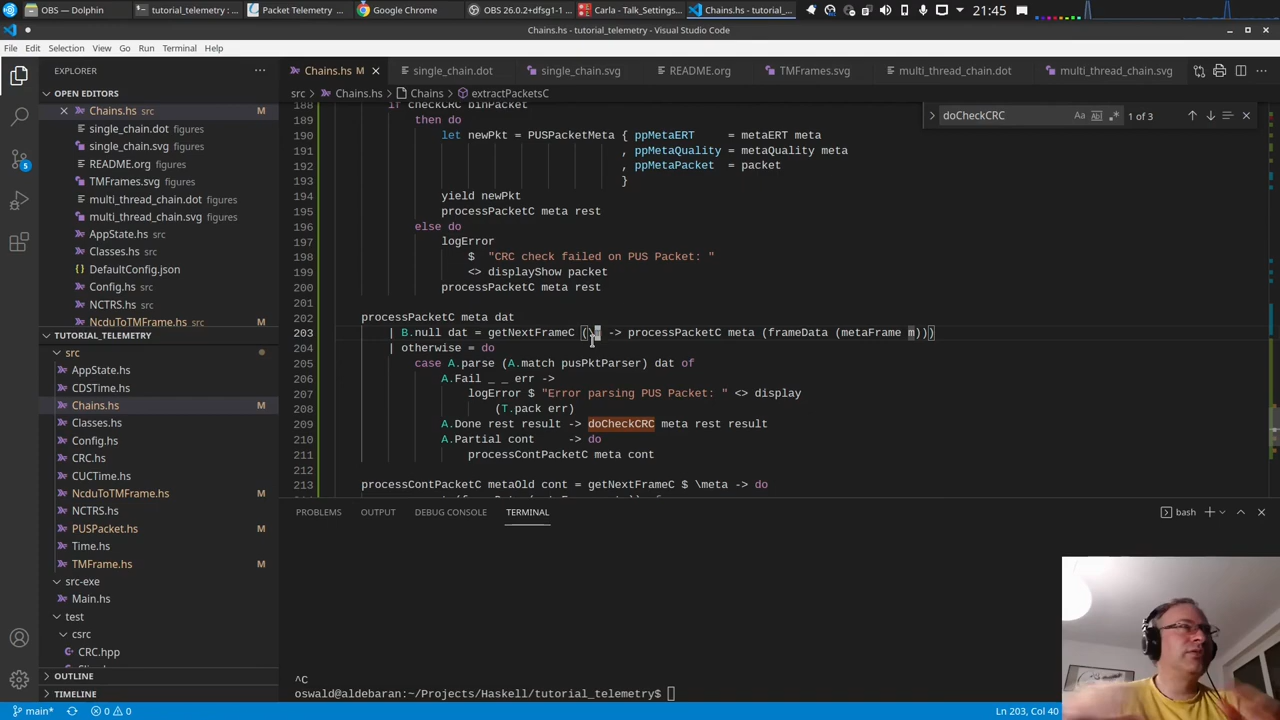 OBS — Dolphin
tutorial_telemetry : ...
Packet Telemetry ...
Google Chrome
OBS 26.0.2+dfsg1-1 ...
Carla - Talk_Settings...
Chains.hs - tutorial_...
21:45
Chains.hs - tutorial_telemetry - Visual Studio Code
File Edit Selection View Go Run Terminal Help
EXPLORER
OPEN EDITORS
Chains.hs src M
single_chain.dot figures
single_chain.svg figures
README.org
TMFrames.svg figures
multi_thread_chain.dot figures
multi_thread_chain.svg figures
AppState.hs src
Classes.hs src
DefaultConfig.json
Config.hs src
NCTRS.hs src
NcduToTMFrame.hs src M
TUTORIAL_TELEMETRY
src
AppState.hs
CDSTime.hs
Chains.hs M
Classes.hs
Config.hs
CRC.hs
CUCTime.hs
NcduToTMFrame.hs M
NCTRS.hs
PUSPacket.hs M
Time.hs
TMFrame.hs M
src-exe
Main.hs
test
csrc
CRC.hpp
OUTLINE
TIMELINE
5
Chains.hs M
single_chain.dot
single_chain.svg
README.org
TMFrames.svg
multi_thread_chain.dot
multi_thread_chain.svg
src > Chains.hs > Chains > extractPacketsC
doCheckCRC
Aa
1 of 3
188 if checkCRC binPacket
189 then do
190 let newPkt = PUSPacketMeta { ppMetaERT = metaERT meta
191 , ppMetaQuality = metaQuality meta
192 , ppMetaPacket = packet
193 }
194 yield newPkt
195 processPacketC meta rest
196 else do
197 logError
198 $ "CRC check failed on PUS Packet: "
199 <> displayShow packet
200 processPacketC meta rest
201
202 processPacketC meta dat
203 | B.null dat = getNextFrameC (\m -> processPacketC meta (frameData (metaFrame m)))
204 | otherwise = do
205 case A.parse (A.match pusPktParser) dat of
206 A.Fail _ _ err ->
207 logError $ "Error parsing PUS Packet: " <> display
208 (T.pack err)
209 A.Done rest result -> doCheckCRC meta rest result
210 A.Partial cont -> do
211 processContPacketC meta cont
212
213 processContPacketC metaOld cont = getNextFrameC $ \meta -> do
PROBLEMS OUTPUT DEBUG CONSOLE TERMINAL
bash
^C
oswald@aldebaran:~/Projects/Haskell/tutorial_telemetry$
main* 0 0
Ln 203, Col 40